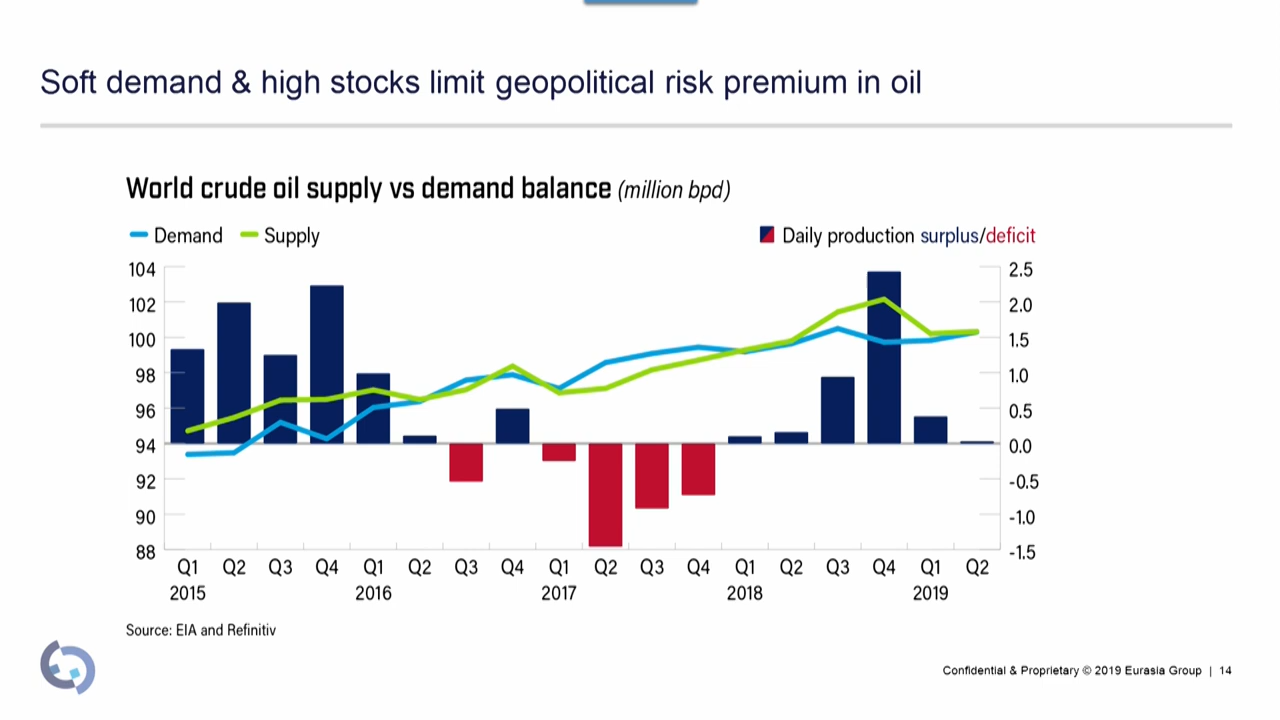 Soft demand & high stocks limit geopolitical risk premium in oil
World crude oil supply vs demand balance (million bpd)
Demand Supply
Daily production surplus/deficit
104
102
100
98
96
94
92
90
88
2.5
2.0
1.5
1.0
0.5
0.0
-0.5
-1.0
-1.5
Q1 Q2 Q3 Q4 Q1 Q2 Q3 Q4 Q1 Q2 Q3 Q4 Q1 Q2 Q3 Q4 Q1 Q2
2015 2016 2017 2018 2019
Source: EIA and Refinitiv
Confidential & Proprietary © 2019 Eurasia Group | 14